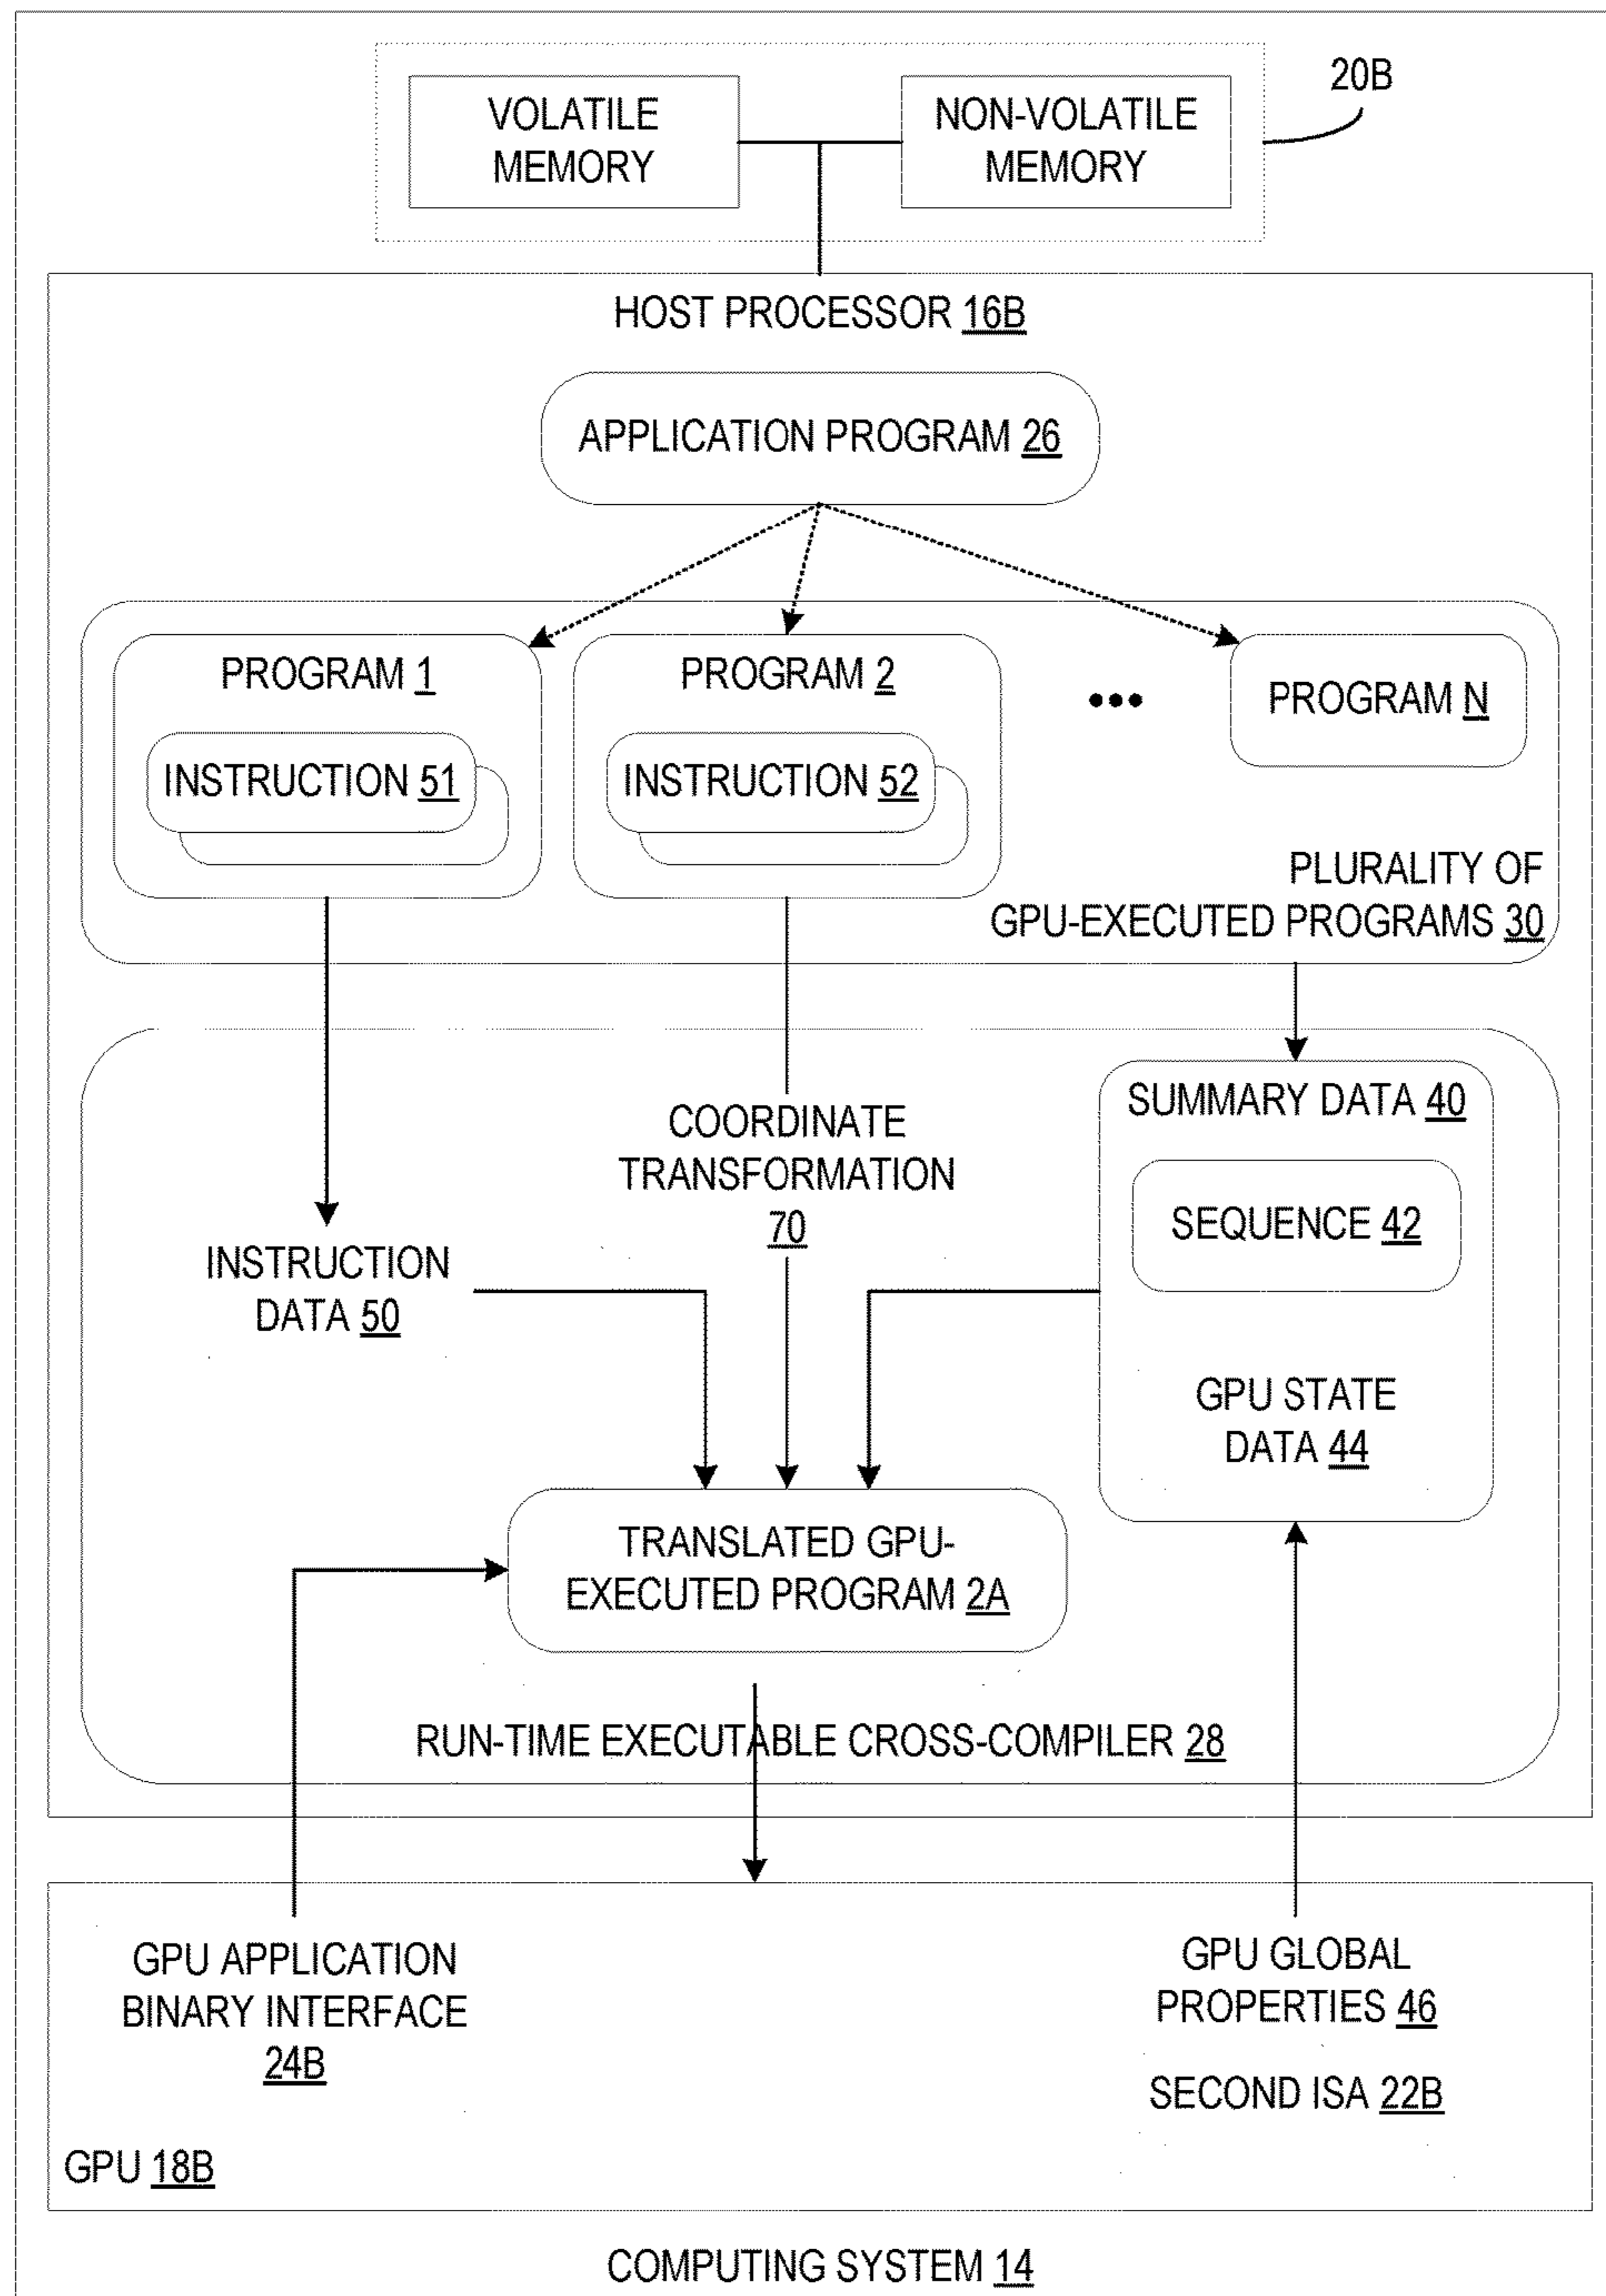 VOLATILE
MEMORY
NON-VOLATILE
MEMORY
20B
HOST PROCESSOR 16B
APPLICATION PROGRAM 26
PROGRAM 1
INSTRUCTION 51
PROGRAM 2
INSTRUCTION 52
•••
PROGRAM N
PLURALITY OF
GPU-EXECUTED PROGRAMS 30
INSTRUCTION
DATA 50
COORDINATE
TRANSFORMATION
70
SUMMARY DATA 40
SEQUENCE 42
GPU STATE
DATA 44
TRANSLATED GPU-
EXECUTED PROGRAM 2A
RUN-TIME EXECUTABLE CROSS-COMPILER 28
GPU APPLICATION
BINARY INTERFACE
24B
GPU GLOBAL
PROPERTIES 46
SECOND ISA 22B
GPU 18B
COMPUTING SYSTEM 14